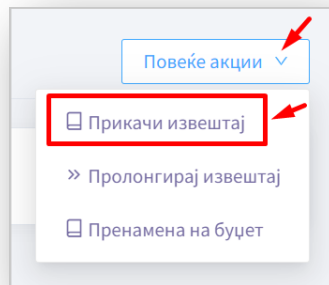 Повеќе акции
Прикачи извештај
Пролонгирај извештај
Пренамена на буџет